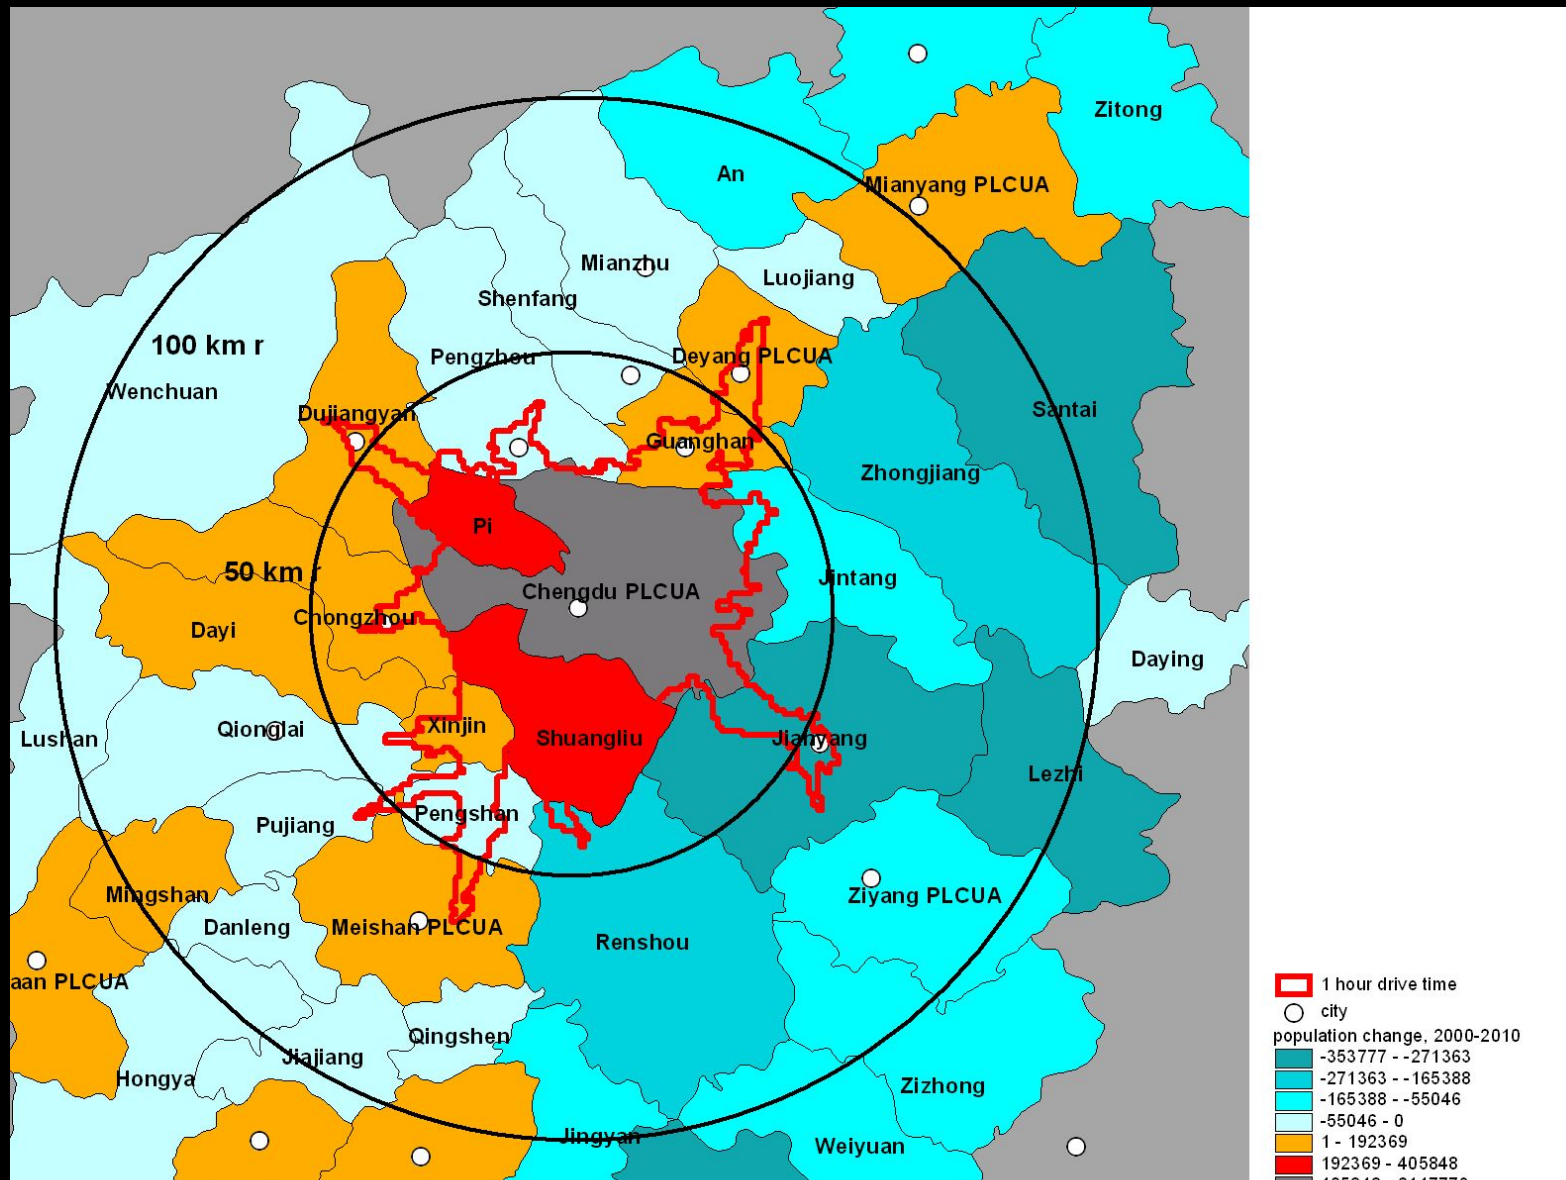 Zitong
An
Mianyang PLCUA
Mianzhu
Luojiang
Shenfang
100 km r
Pengzhou
Deyang PLCUA
Wenchuan
Dujiangyan
Santai
Guanghan
Zhongjiang
Pi
50 km r
Jintang
Chengdu PLCUA
Chongzhou
Dayi
Daying
Xinjin
Qionglai
Lushan
Shuangliu
Jianyang
Lezhi
Pengshan
Pujiang
Mingshan
Ziyang PLCUA
Danleng
Meishan PLCUA
Renshou
aan PLCUA
Qingshen
Jiajiang
Hongya
Zizhong
Jingyan
Weiyuan
1 hour drive time
city
population change, 2000-2010
-353777 - -271363
-271363 - -165388
-165388 - -55046
-55046 - 0
1 - 192369
192369 - 405848